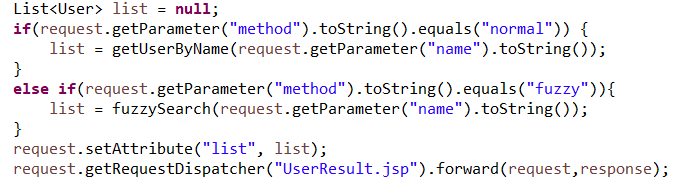 List<User> list = null;
if(request.getParameter("method").toString().equals("normal")) {
    list = getUserByName(request.getParameter("name").toString());
}
else if(request.getParameter("method").toString().equals("fuzzy")){
    list = fuzzySearch(request.getParameter("name").toString());
}
request.setAttribute("list", list);
request.getRequestDispatcher("UserResult.jsp").forward(request,response);